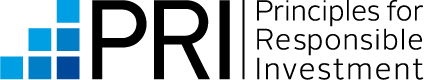 PRI
Principles for
Responsible
Investment